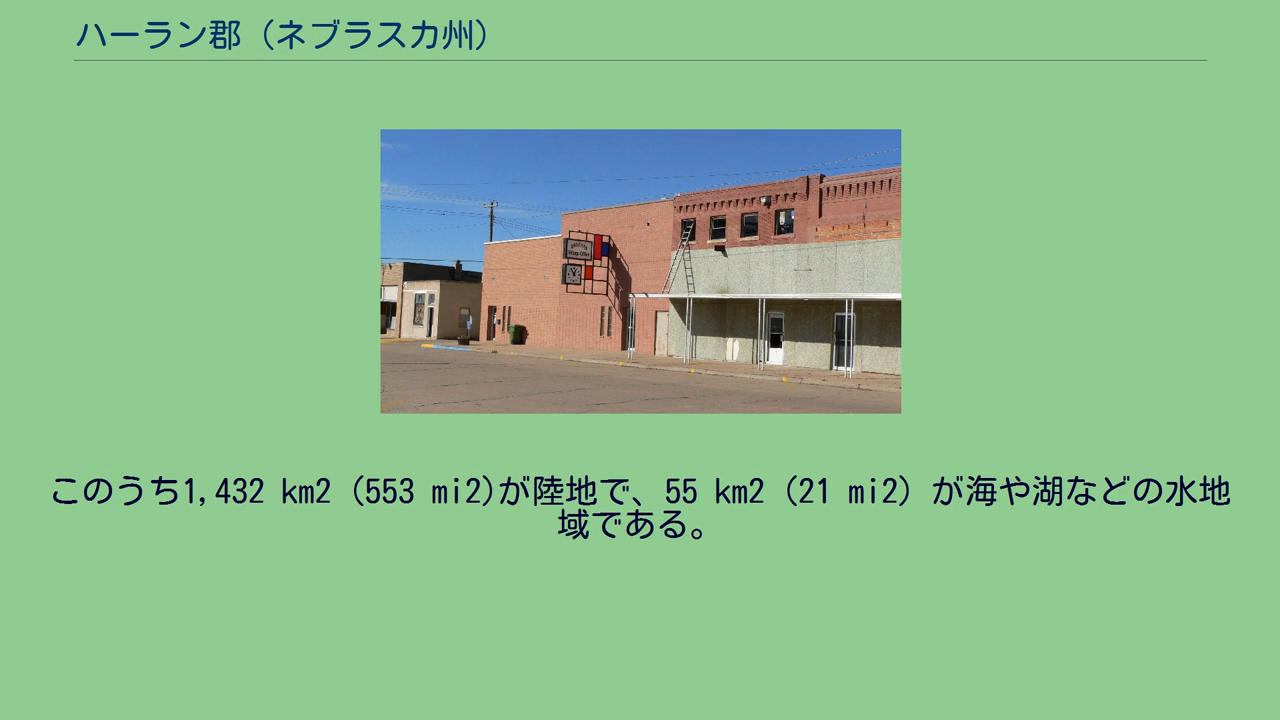 ハーラン郡（ネブラスカ州）
このうち1,432 km2（553 mi2)が陸地で、55 km2（21 mi2）が海や湖などの水地
域である。